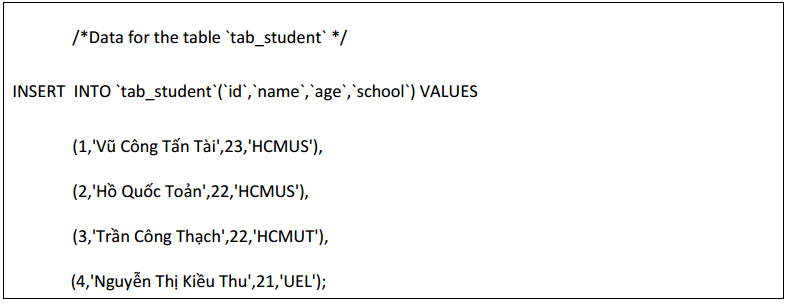 /*Data for the table `tab_student` */
INSERT  INTO `tab_student`(`id`,`name`,`age`,`school`) VALUES
(1,'Vũ Công Tấn Tài',23,'HCMUS'),
(2,'Hồ Quốc Toản',22,'HCMUS'),
(3,'Trần Công Thạch',22,'HCMUT'),
(4,'Nguyễn Thị Kiều Thu',21,'UEL');